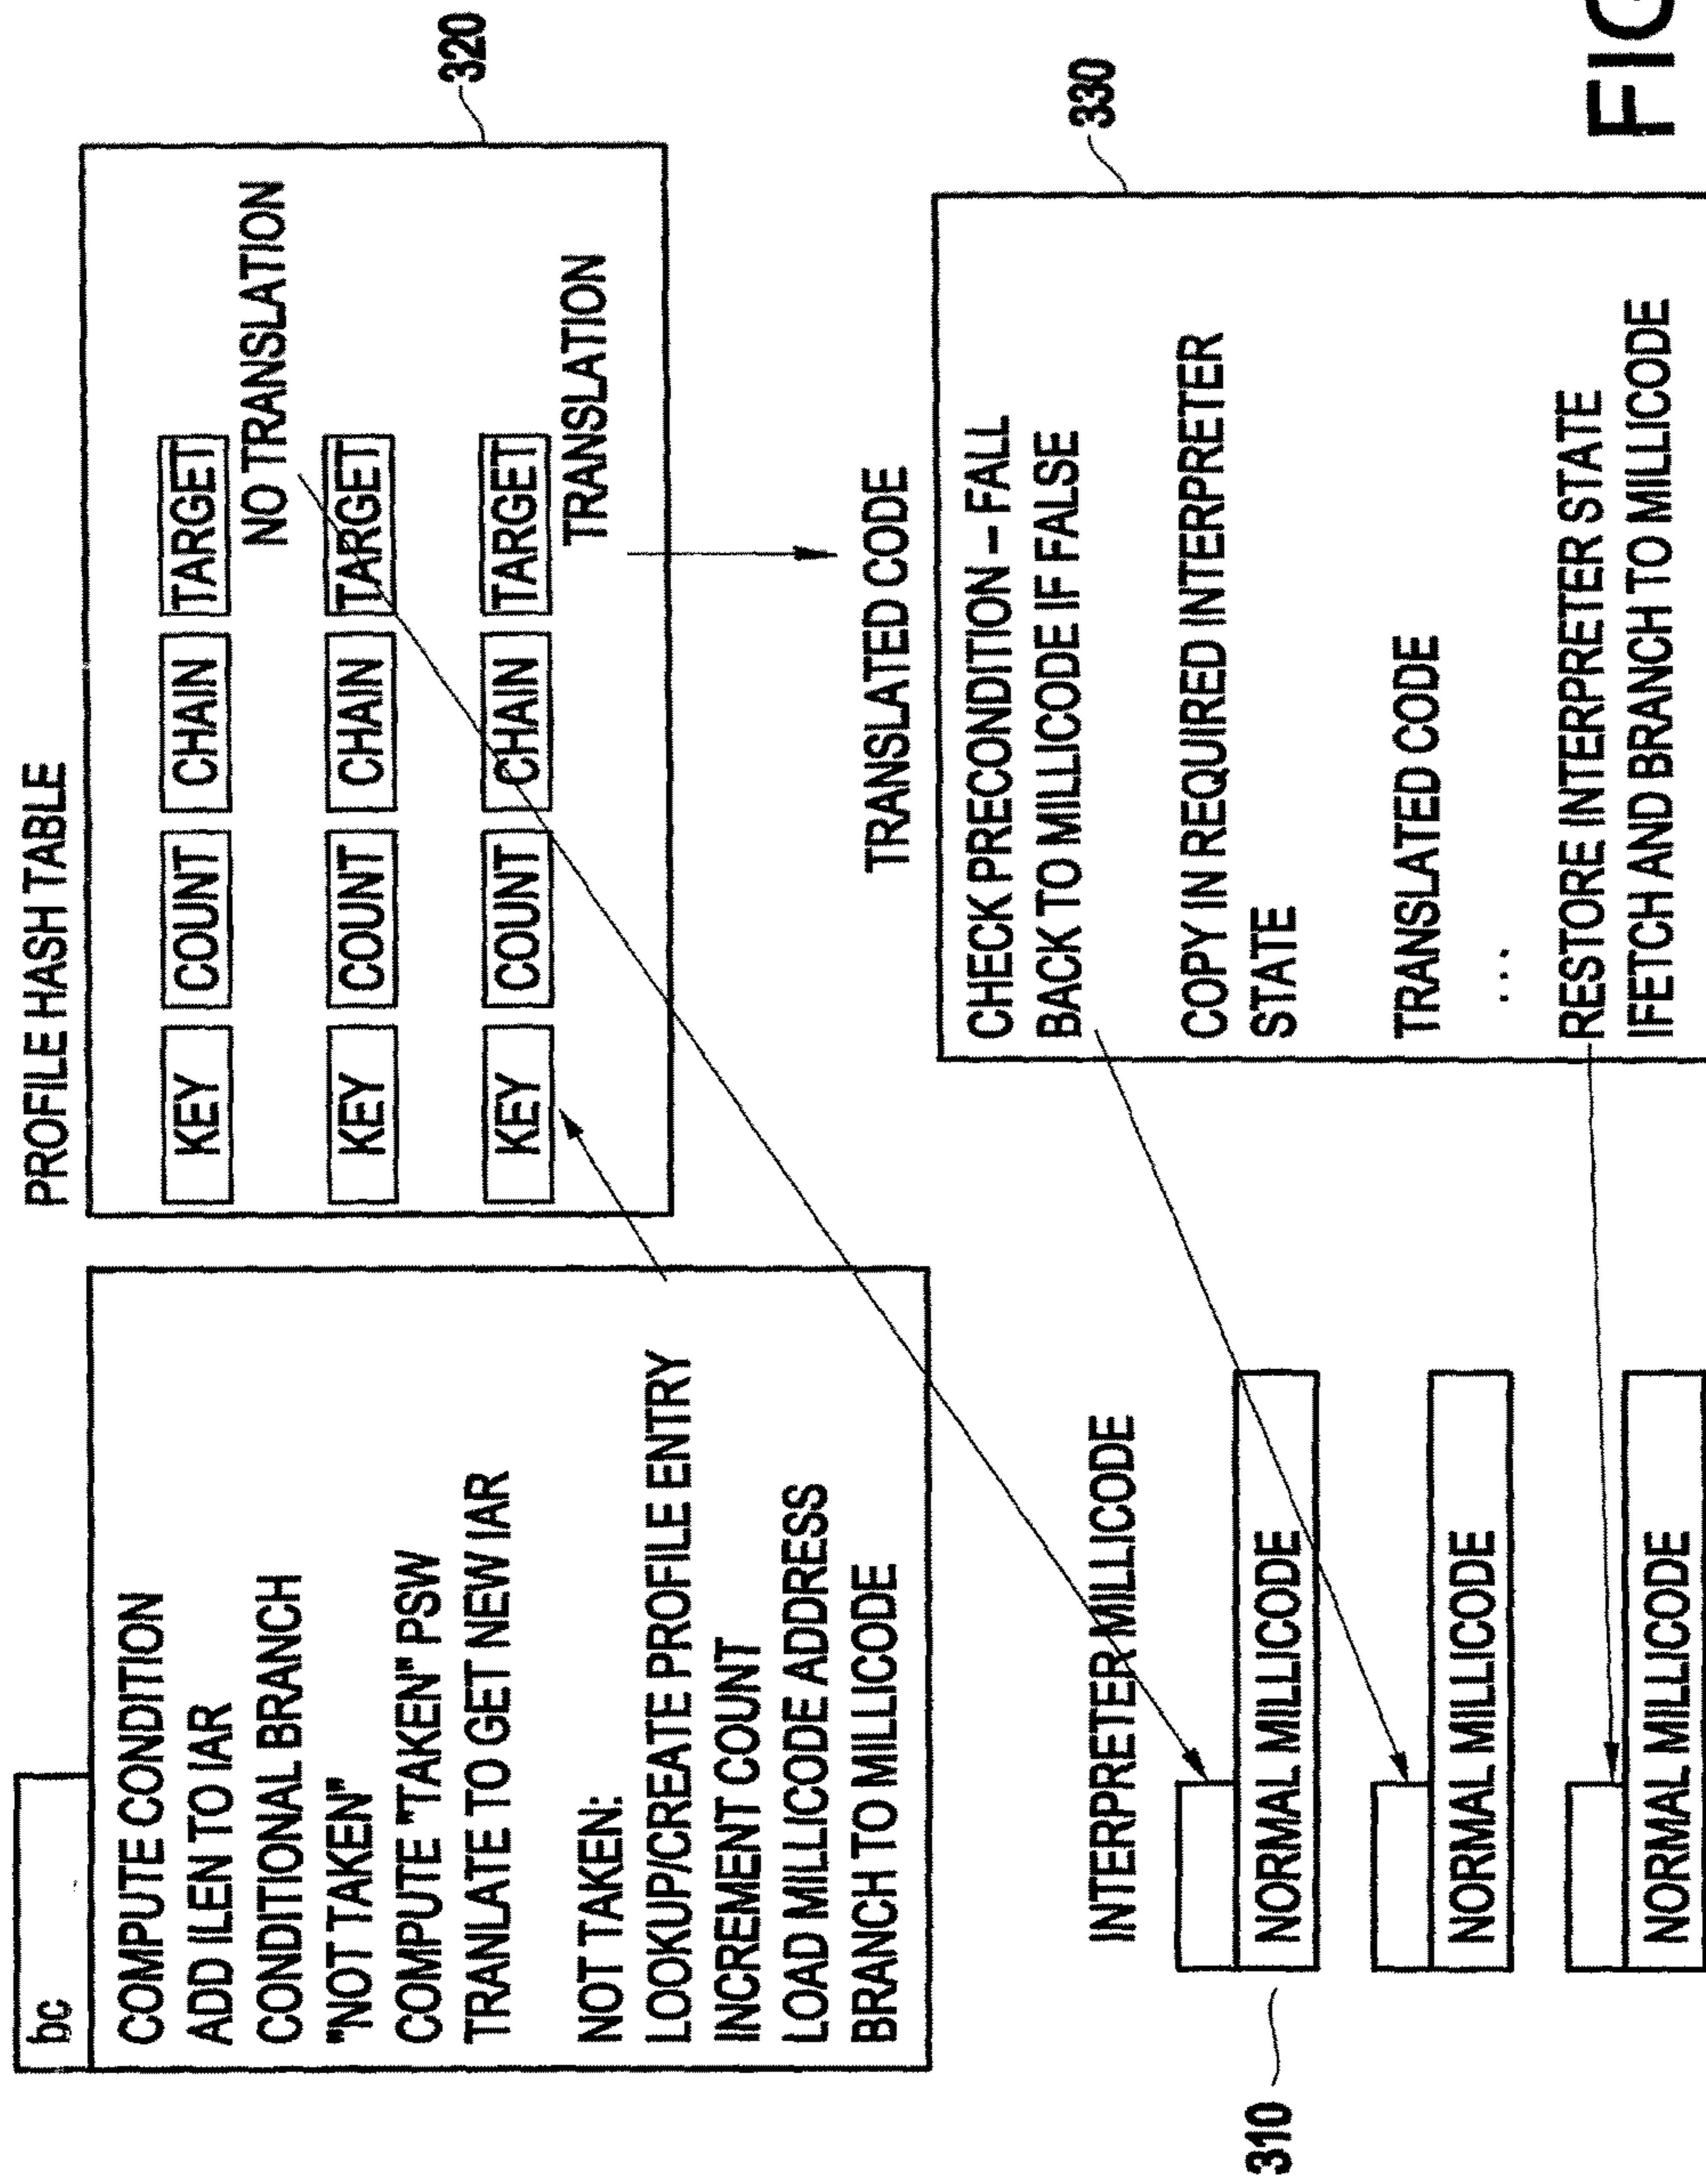 bc
COMPUTE CONDITION
ADD ILEN TO IAR
CONDITIONAL BRANCH
"NOT TAKEN"
COMPUTE "TAKEN" PSW
TRANLATE TO GET NEW IAR
NOT TAKEN:
LOOKUP/CREATE PROFILE ENTRY
INCREMENT COUNT
LOAD MILLICODE ADDRESS
BRANCH TO MILLICODE
PROFILE HASH TABLE
KEY COUNT CHAIN TARGET
NO TRANSLATION
KEY COUNT CHAIN TARGET
KEY COUNT CHAIN TARGET
TRANSLATION
320
310
INTERPRETER MILLICODE
NORMAL MILLICODE
NORMAL MILLICODE
NORMAL MILLICODE
TRANSLATED CODE
330
CHECK PRECONDITION – FALL
BACK TO MILLICODE IF FALSE
COPY IN REQUIRED INTERPRETER
STATE
TRANSLATED CODE
...
RESTORE INTERPRETER STATE
IFETCH AND BRANCH TO MILLICODE